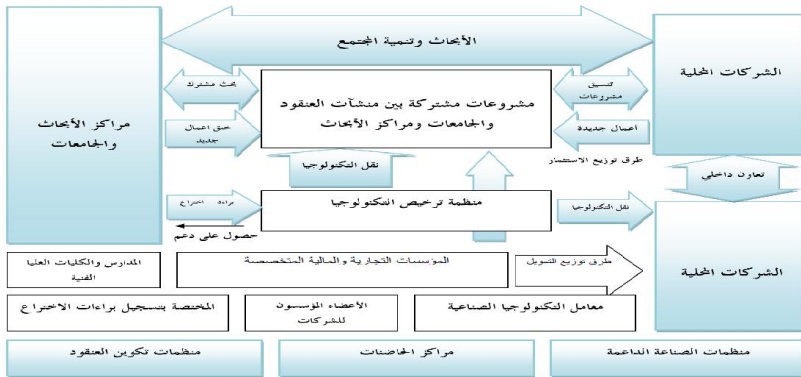 الأبحاث وتنمية المجتمع
الشركات المحلية
بحث مشترك
تنسيق
مشروعات
مشروعات مشتركة بين منشآت العنقود
والجامعات ومراكز الأبحاث
مراكز الأبحاث
والجامعات
خلق اعمال
جديد
أعمال جديدة
طرق توزيع الاستثمار
نقل التكنولوجيا
تعاون داخلي
براءة اختراع
منظمة ترخيص التكنولوجيا
نقل التكنولوجيا
حصول على دعم
الشركات المحلية
المدارس والكليات العليا
الفنية
المؤسسات التجارية والمالية المتخصصة
طرق توزيع التمويل
المختصة بتسجيل براءات الاختراع
الأعضاء المؤسسون
للشركات
معامل التكنولوجيا الصناعية
منظمات تكوين العنقود
مراكز الحاضنات
منظمات الصناعة الداعمة